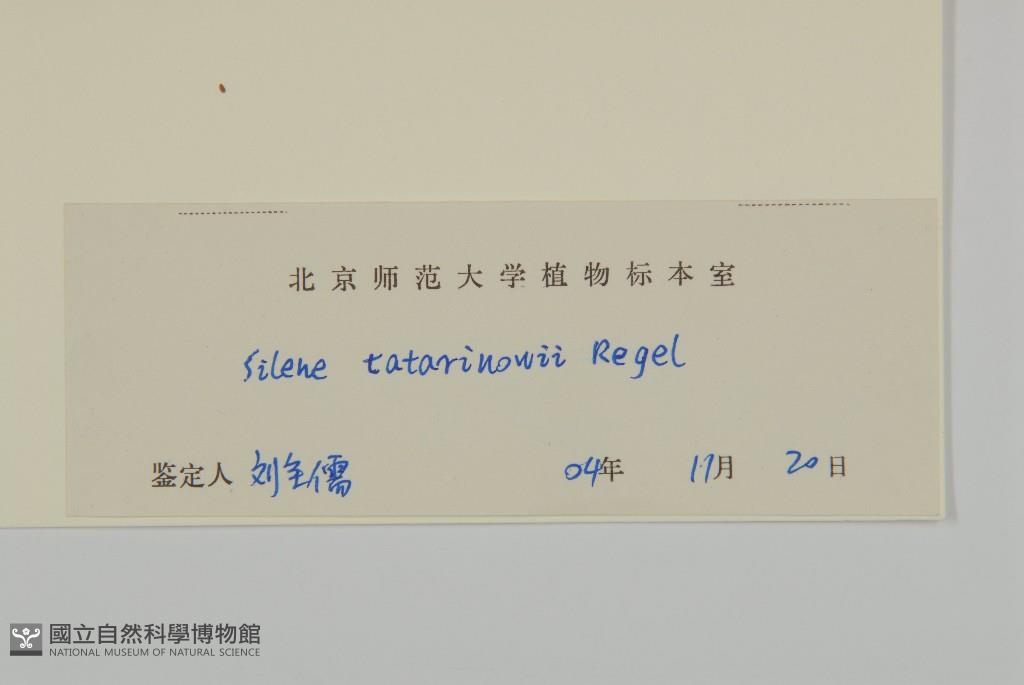 北京师范大学植物标本室
Silene tatarinowii Regel
鉴定人 刘全儒 04年 11月 20日
國立自然科學博物館
NATIONAL MUSEUM OF NATURAL SCIENCE